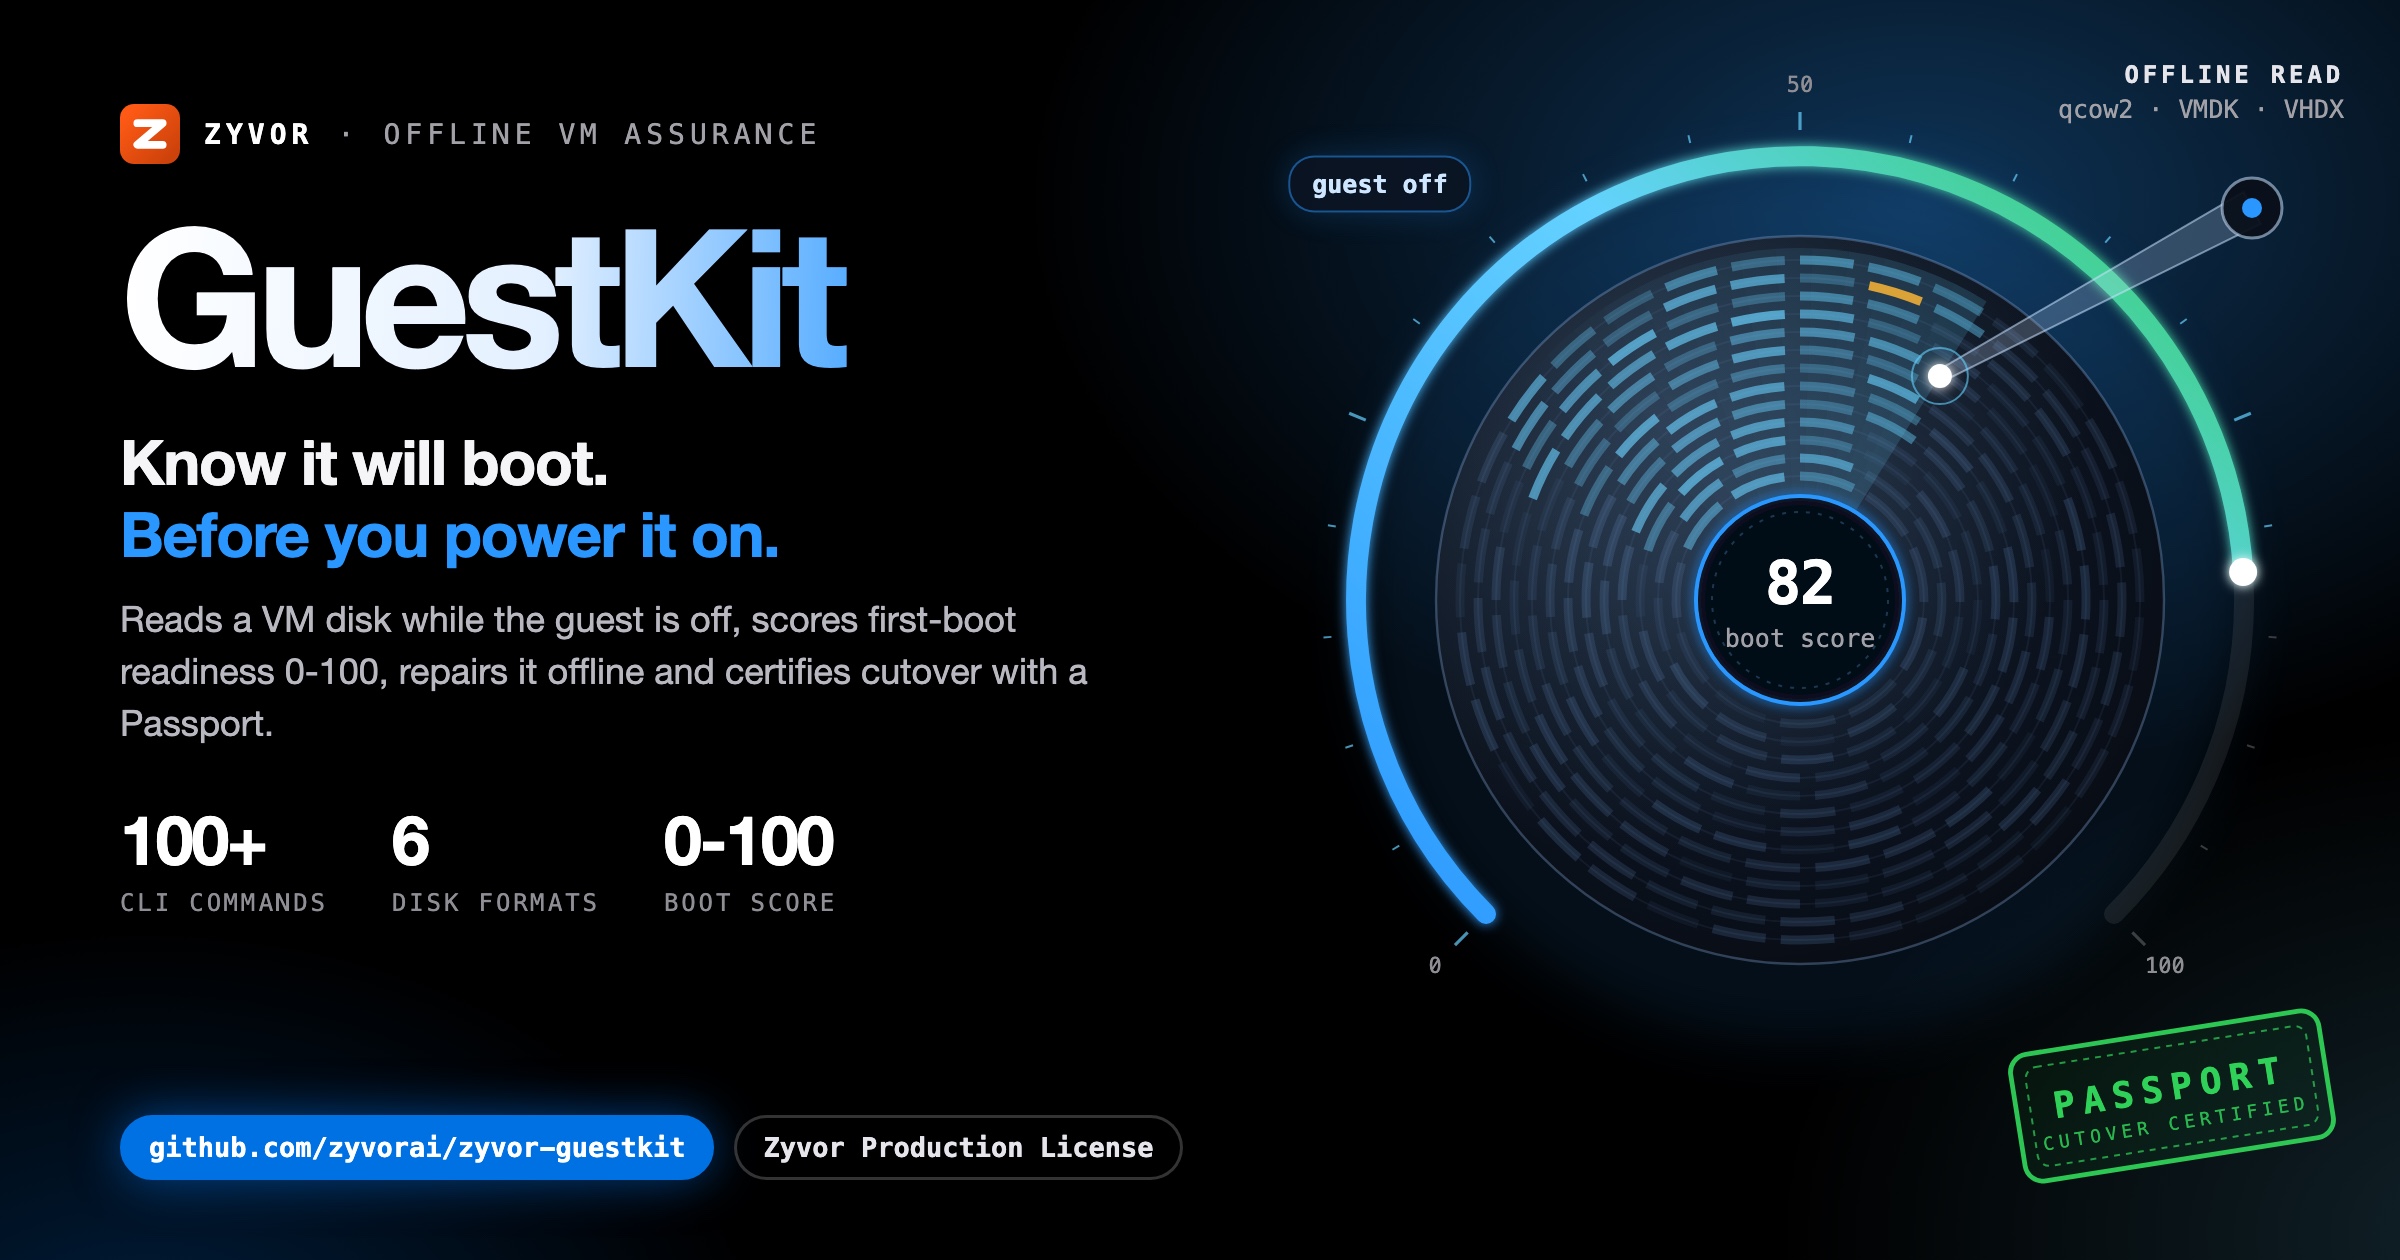 Z
ZYVOR · OFFLINE VM ASSURANCE
GuestKit
Know it will boot.
Before you power it on.
Reads a VM disk while the guest is off, scores first-boot
readiness 0-100, repairs it offline and certifies cutover with a
Passport.
100+
CLI COMMANDS
6
DISK FORMATS
0-100
BOOT SCORE
github.com/zyvorai/zyvor-guestkit
Zyvor Production License
OFFLINE READ
qcow2 · VMDK · VHDX
50
guest off
82
boot score
0
100
PASSPORT
CUTOVER CERTIFIED